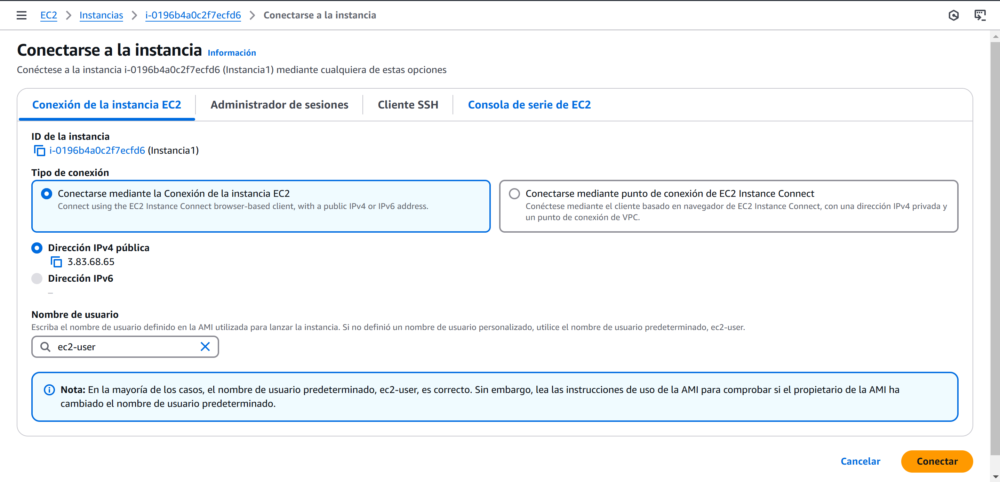 EC2 > Instancias > i-0196b4a0c2f7ecfd6 > Conectarse a la instancia
Conectarse a la instancia Información
Conéctese a la instancia i-0196b4a0c2f7ecfd6 (Instancia1) mediante cualquiera de estas opciones
Conexión de la instancia EC2 Administrador de sesiones Cliente SSH Consola de serie de EC2
ID de la instancia
i-0196b4a0c2f7ecfd6 (Instancia1)
Tipo de conexión
Conectarse mediante la Conexión de la instancia EC2
Connect using the EC2 Instance Connect browser-based client, with a public IPv4 or IPv6 address.
Conectarse mediante punto de conexión de EC2 Instance Connect
Conéctese mediante el cliente basado en navegador de EC2 Instance Connect, con una dirección IPv4 privada y
un punto de conexión de VPC.
Dirección IPv4 pública
3.83.68.65
Dirección IPv6
–
Nombre de usuario
Escriba el nombre de usuario definido en la AMI utilizada para lanzar la instancia. Si no definió un nombre de usuario personalizado, utilice el nombre de usuario predeterminado, ec2-user.
ec2-user
Nota: En la mayoría de los casos, el nombre de usuario predeterminado, ec2-user, es correcto. Sin embargo, lea las instrucciones de uso de la AMI para comprobar si el propietario de la AMI ha
cambiado el nombre de usuario predeterminado.
Cancelar Conectar